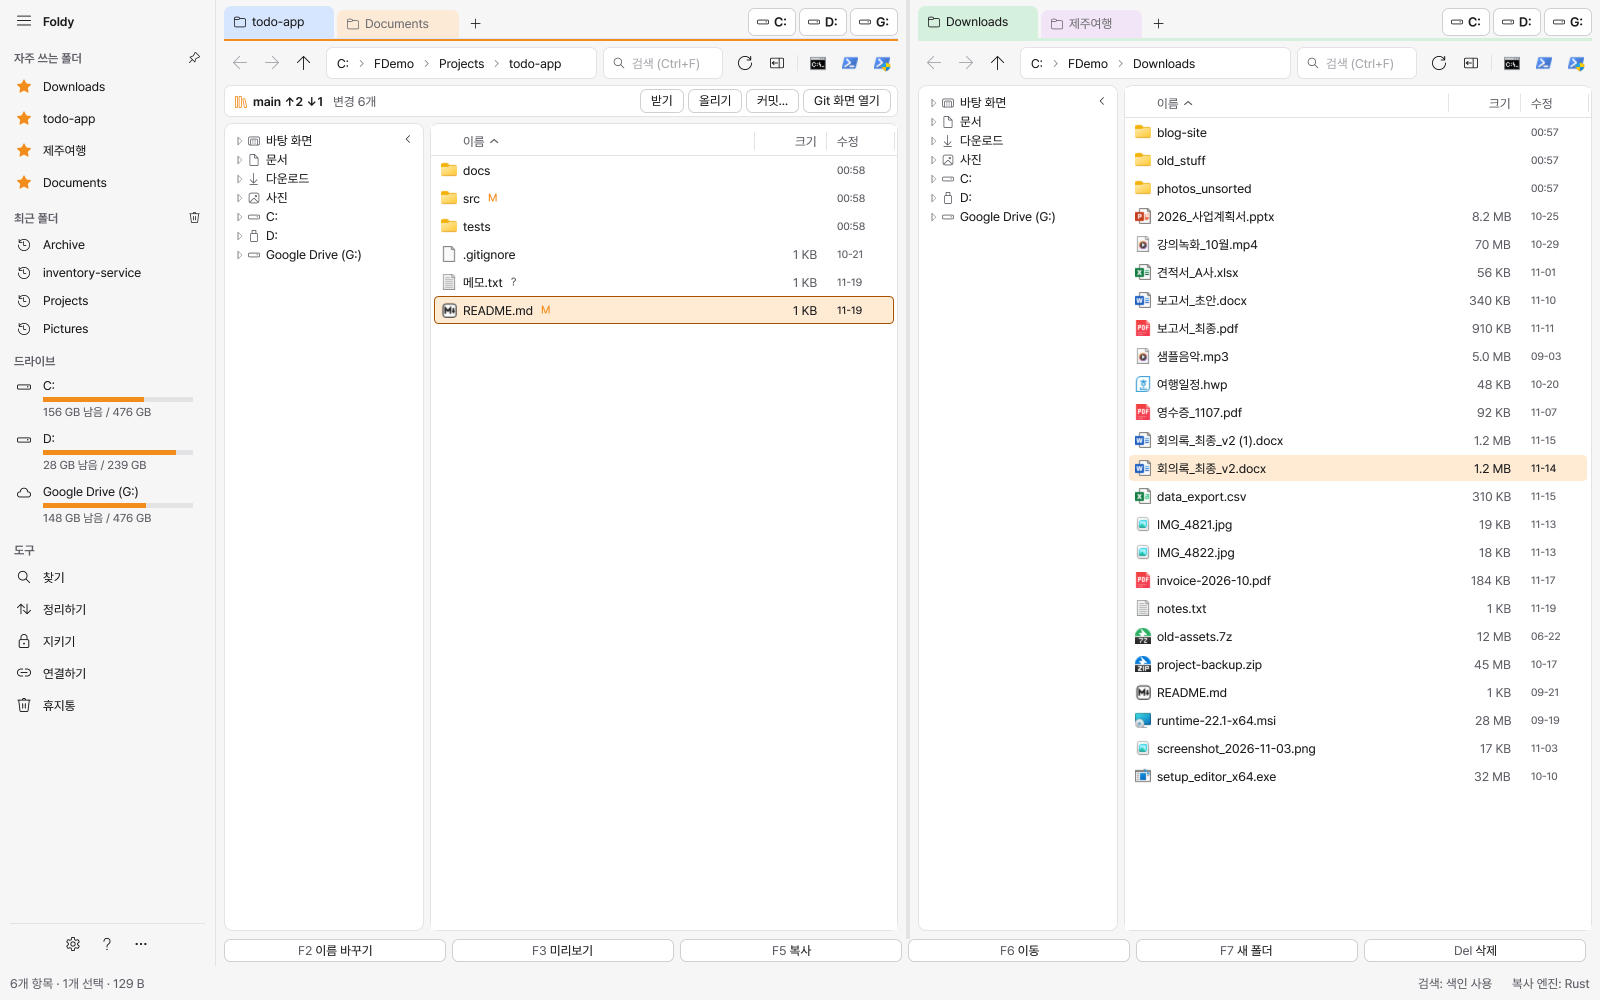 Foldy
자주 쓰는 폴더
Downloads
todo-app
제주여행
Documents
최근 폴더
Archive
inventory-service
Projects
Pictures
드라이브
C:
156 GB 남음 / 476 GB
D:
28 GB 남음 / 239 GB
Google Drive (G:)
148 GB 남음 / 476 GB
도구
찾기
정리하기
지키기
연결하기
휴지통
todo-app Documents C: D: G:
C: FDemo Projects todo-app 검색 (Ctrl+F)
main ↑2 ↓1 변경 6개 받기 올리기 커밋... Git 화면 열기
바탕 화면
문서
다운로드
사진
C:
D:
Google Drive (G:)
이름 크기 수정
docs 00:58
src M 00:58
tests 00:58
.gitignore 1 KB 10-21
메모.txt ? 1 KB 11-19
README.md M 1 KB 11-19
Downloads 제주여행 C: D: G:
C: FDemo Downloads 검색 (Ctrl+F)
바탕 화면
문서
다운로드
사진
C:
D:
Google Drive (G:)
이름 크기 수정
blog-site 00:57
old_stuff 00:57
photos_unsorted 00:57
2026_사업계획서.pptx 8.2 MB 10-25
강의녹화_10월.mp4 70 MB 10-29
견적서_A사.xlsx 56 KB 11-01
보고서_초안.docx 340 KB 11-10
보고서_최종.pdf 910 KB 11-11
샘플음악.mp3 5.0 MB 09-03
여행일정.hwp 48 KB 10-20
영수증_1107.pdf 92 KB 11-07
회의록_최종_v2 (1).docx 1.2 MB 11-15
회의록_최종_v2.docx 1.2 MB 11-14
data_export.csv 310 KB 11-15
IMG_4821.jpg 19 KB 11-13
IMG_4822.jpg 18 KB 11-13
invoice-2026-10.pdf 184 KB 11-17
notes.txt 1 KB 11-19
old-assets.7z 12 MB 06-22
project-backup.zip 45 MB 10-17
README.md 1 KB 09-21
runtime-22.1-x64.msi 28 MB 09-19
screenshot_2026-11-03.png 17 KB 11-03
setup_editor_x64.exe 32 MB 10-10
F2 이름 바꾸기 F3 미리보기 F5 복사 F6 이동 F7 새 폴더 Del 삭제
6개 항목 · 1개 선택 · 129 B 검색: 색인 사용 복사 엔진: Rust